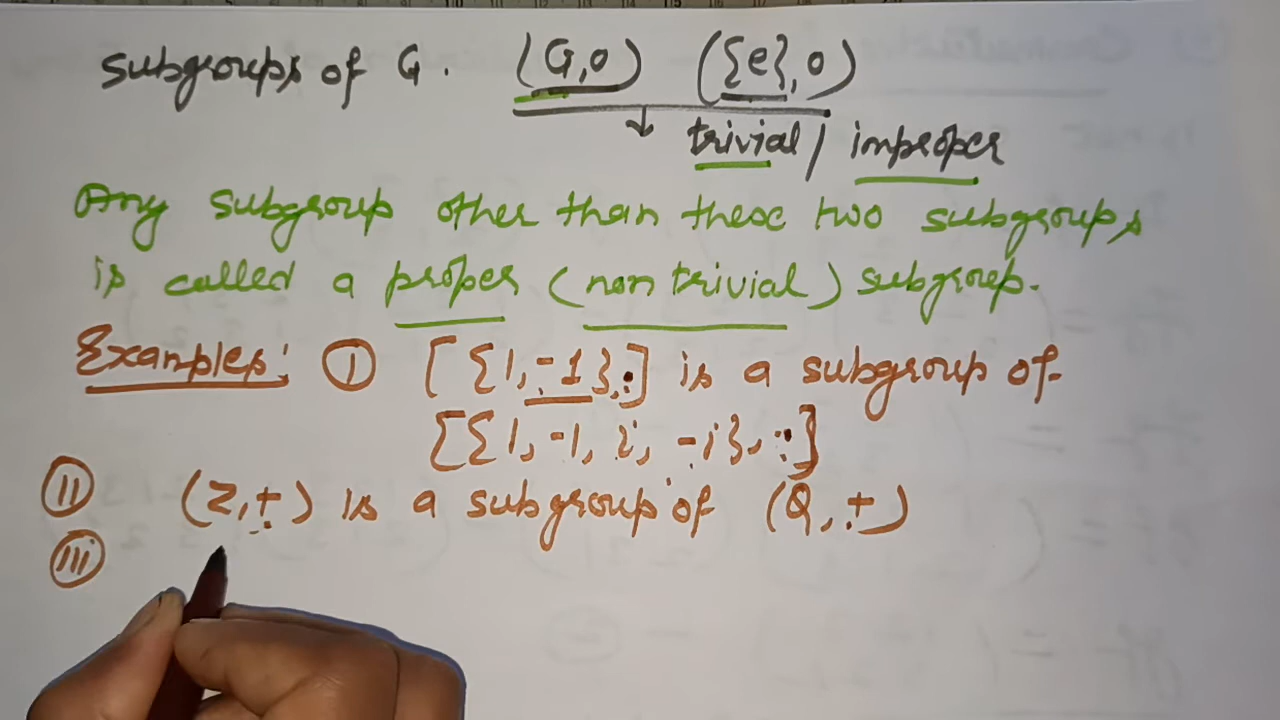 subgroups of G. (G,o) ({e},o)
trivial / improper
Any subgroup other than these two subgroups
is called a proper (non trivial) subgroup.
Examples: (I) [{1,-1},·] is a subgroup of
[{1,-1,i,-i},·]
(II) (Z,+) is a subgroup of (Q,+)
(III)